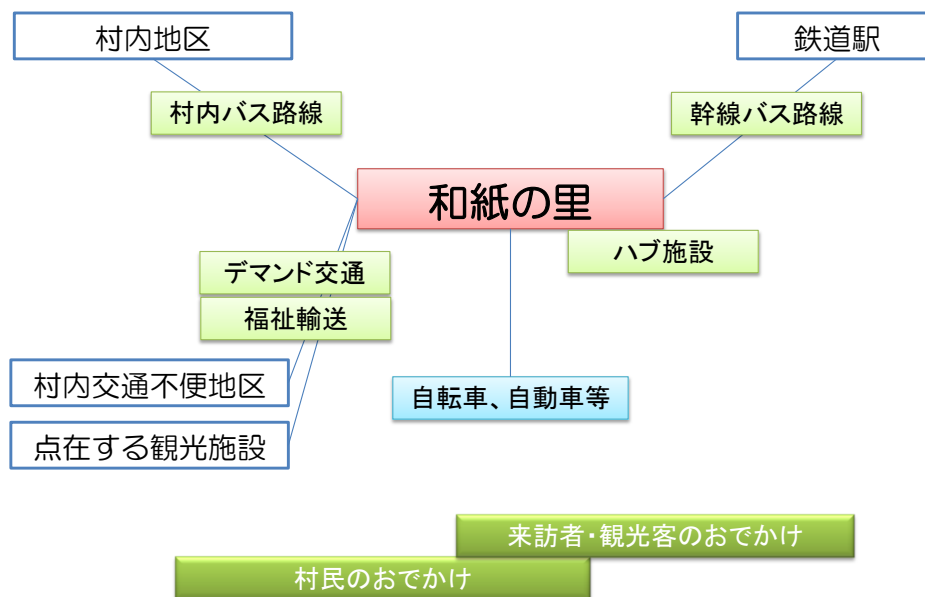 村内地区
鉄道駅
村内バス路線
幹線バス路線
和紙の里
ハブ施設
デマンド交通
福祉輸送
村内交通不便地区
自転車、自動車等
点在する観光施設
来訪者・観光客のおでかけ
村民のおでかけ